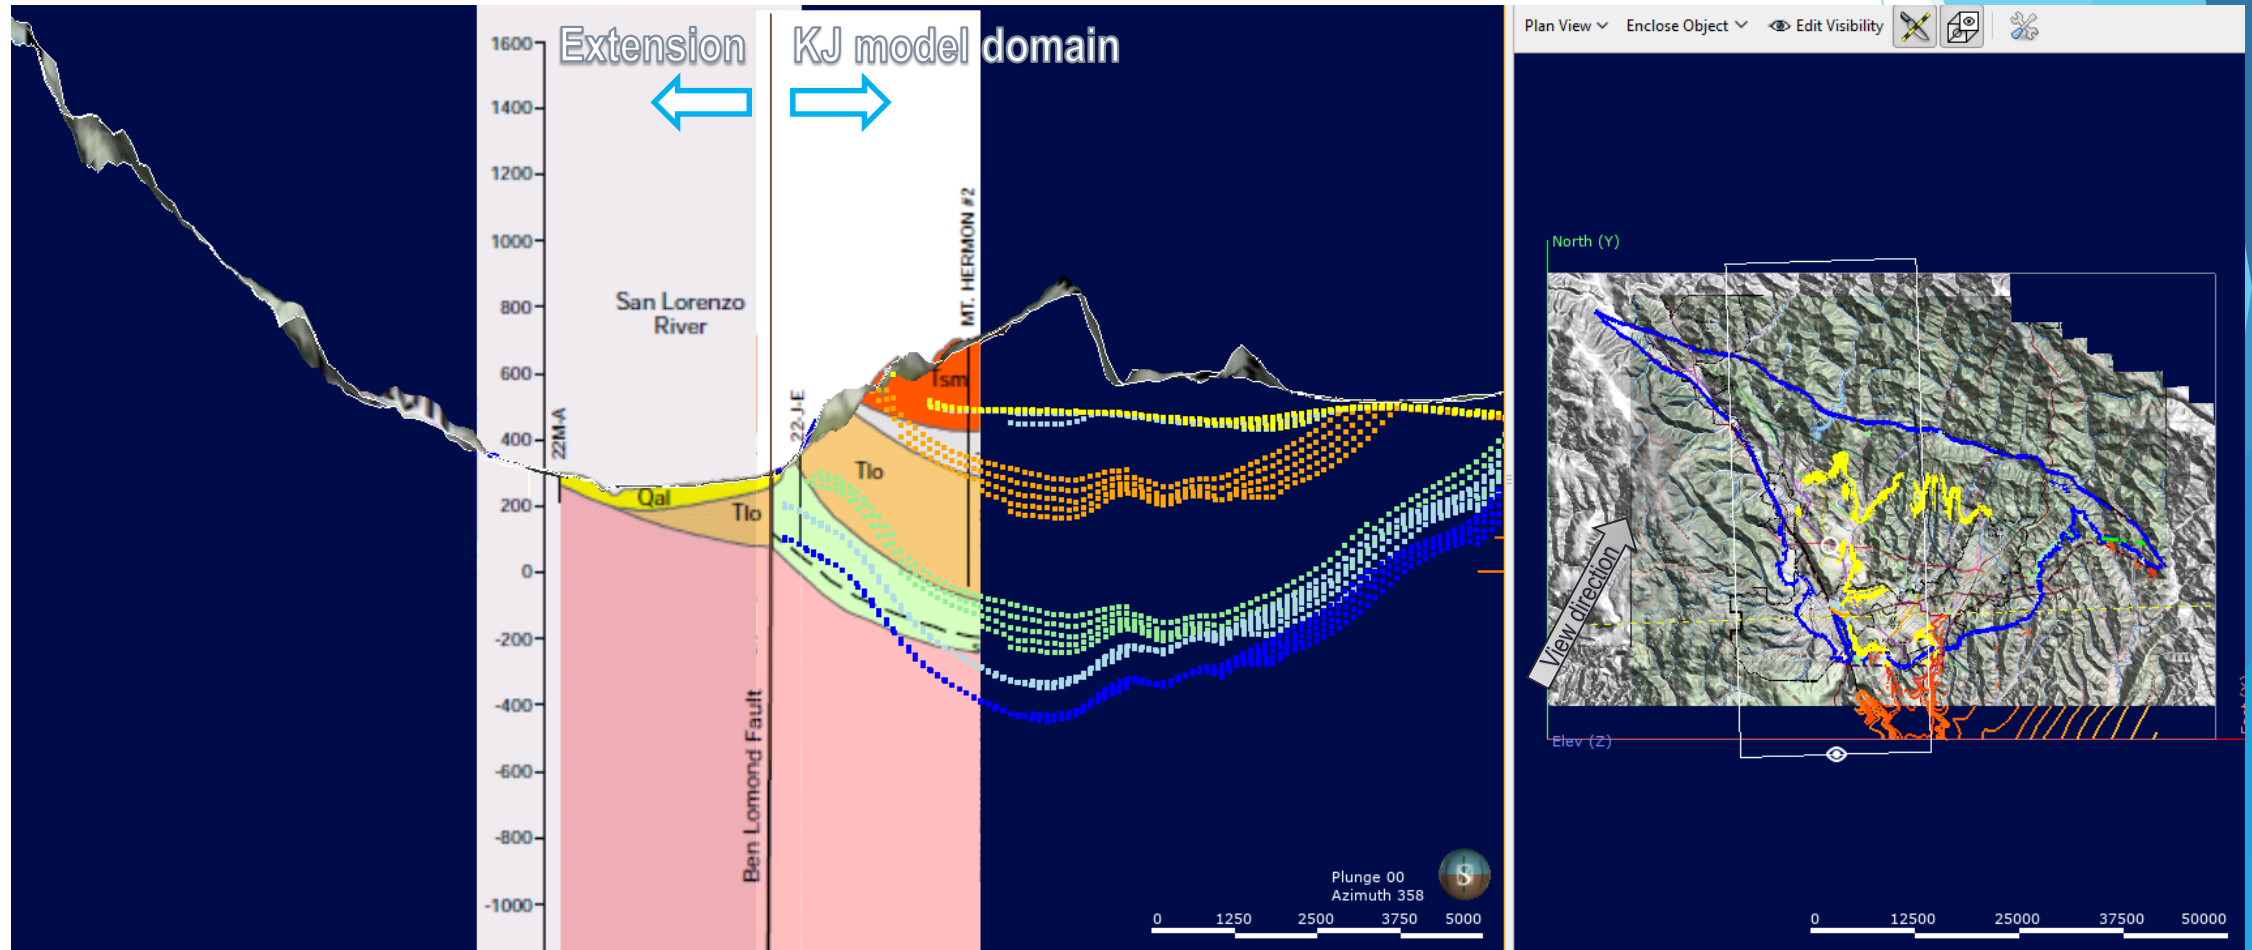 Extension
KJ model domain
1600
1400
1200
1000
800
600
400
200
0
-200
-400
-600
-800
-1000
San Lorenzo
River
22M-A
22-J-E
MT. HERMON #2
Tsm
Tlo
Qal
Tlo
Ben Lomond Fault
Plunge 00
Azimuth 358
S
0 1250 2500 3750 5000
Plan View
Enclose Object
Edit Visibility
North (Y)
View direction
Elev (Z)
0 12500 25000 37500 50000